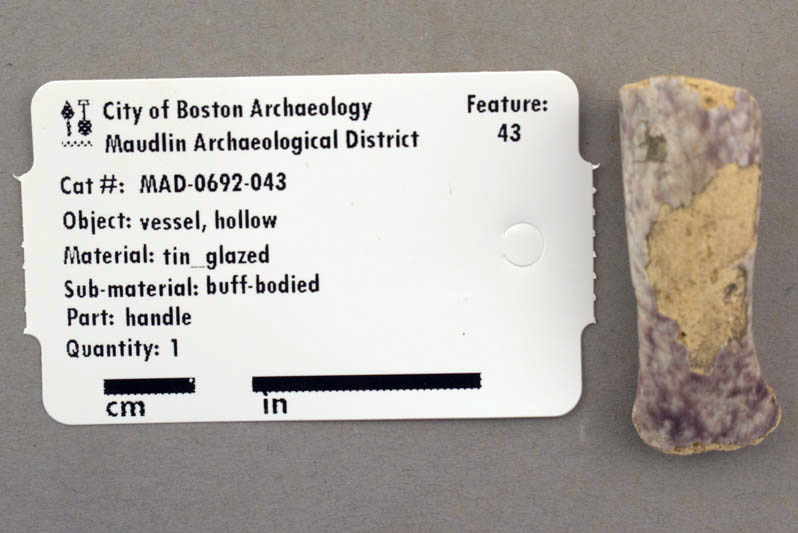 City of Boston Archaeology
Maudlin Archaeological District
Feature:
43
Cat #: MAD-0692-043
Object: vessel, hollow
Material: tin_glazed
Sub-material: buff-bodied
Part: handle
Quantity: 1
cm
in